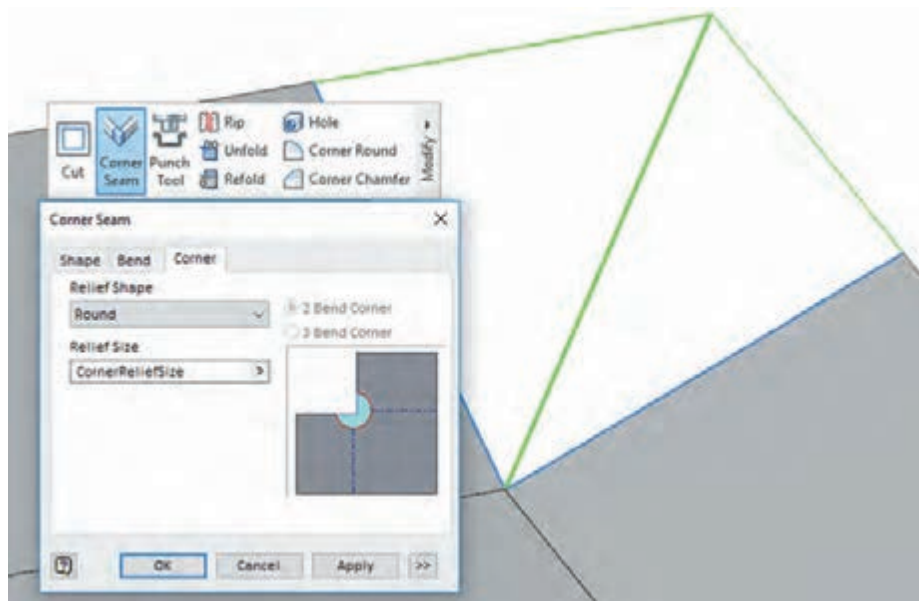 Cut
Corner
Seam
Punch
Tool
Rip
Unfold
Refold
Hole
Corner Round
Corner Chamfer
Modify
Corner Seam
Shape Bend Corner
Relief Shape
Round
2 Bend Corner
3 Bend Corner
Relief Size
CornerReliefSize
OK Cancel Apply >>